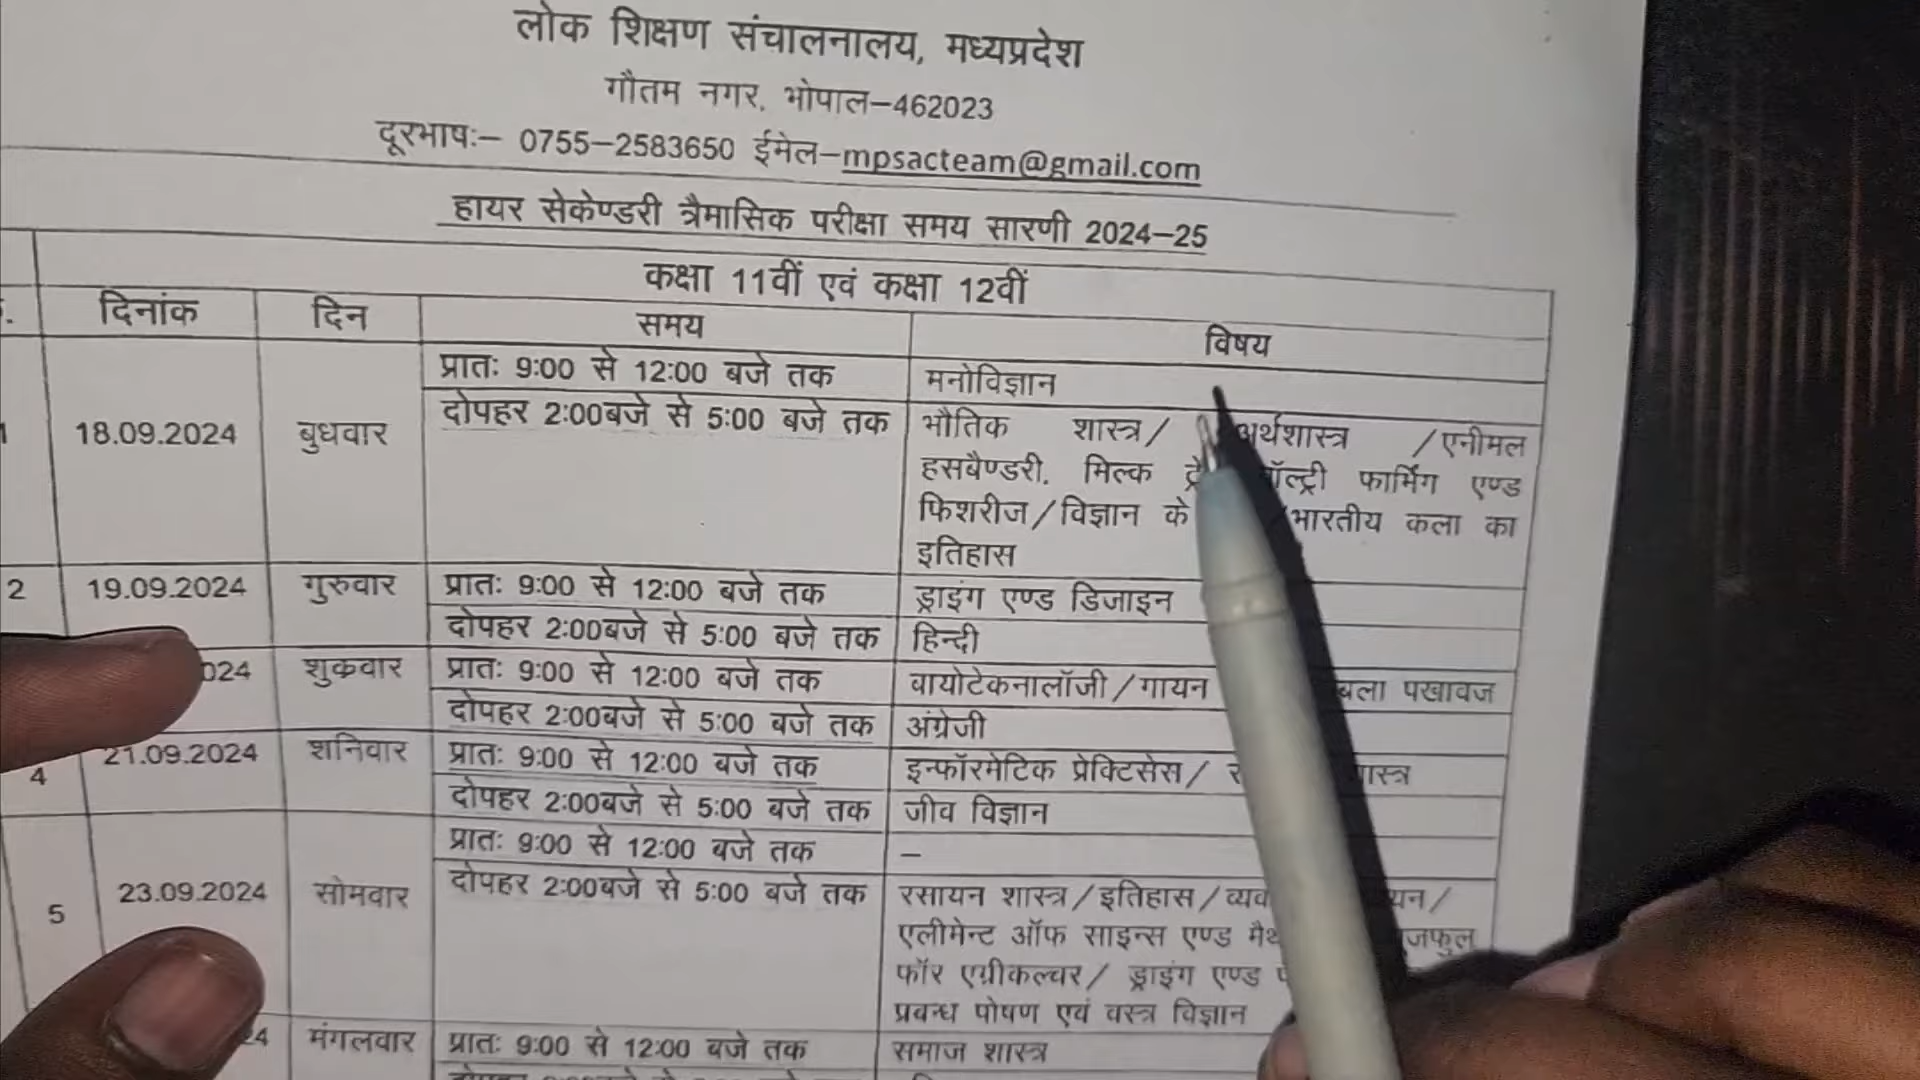 लोक शिक्षण संचालनालय, मध्यप्रदेश
गौतम नगर, भोपाल–462023
दूरभाषः– 0755–2583650 ईमेल–mpsacteam@gmail.com
हायर सेकेण्डरी त्रैमासिक परीक्षा समय सारणी 2024–25
कक्षा 11वीं एवं कक्षा 12वीं
दिनांक दिन समय विषय
प्रातः 9:00 से 12:00 बजे तक मनोविज्ञान
1 18.09.2024 बुधवार दोपहर 2:00बजे से 5:00 बजे तक भौतिक शास्त्र/ अर्थशास्त्र /एनीमल
हसबैण्डरी. मिल्क फार्मिंग एण्ड
फिशरीज/विज्ञान के /भारतीय कला का
इतिहास
2 19.09.2024 गुरुवार प्रातः 9:00 से 12:00 बजे तक ड्राइंग एण्ड डिजाइन
दोपहर 2:00बजे से 5:00 बजे तक हिन्दी
024 शुक्रवार प्रातः 9:00 से 12:00 बजे तक बायोटेकनालॉजी/गायन पखावज
दोपहर 2:00बजे से 5:00 बजे तक अंग्रेजी
4 21.09.2024 शनिवार प्रातः 9:00 से 12:00 बजे तक इन्फॉरमेटिक प्रेक्टिसेस/
दोपहर 2:00बजे से 5:00 बजे तक जीव विज्ञान
प्रातः 9:00 से 12:00 बजे तक –
5 23.09.2024 सोमवार दोपहर 2:00बजे से 5:00 बजे तक रसायन शास्त्र/इतिहास/
एलीमेन्ट ऑफ साइन्स एण्ड
फॉर एग्रीकल्चर/ ड्राइंग एण्ड
प्रबन्ध पोषण एवं वस्त्र विज्ञान
24 मंगलवार प्रातः 9:00 से 12:00 बजे तक समाज शास्त्र